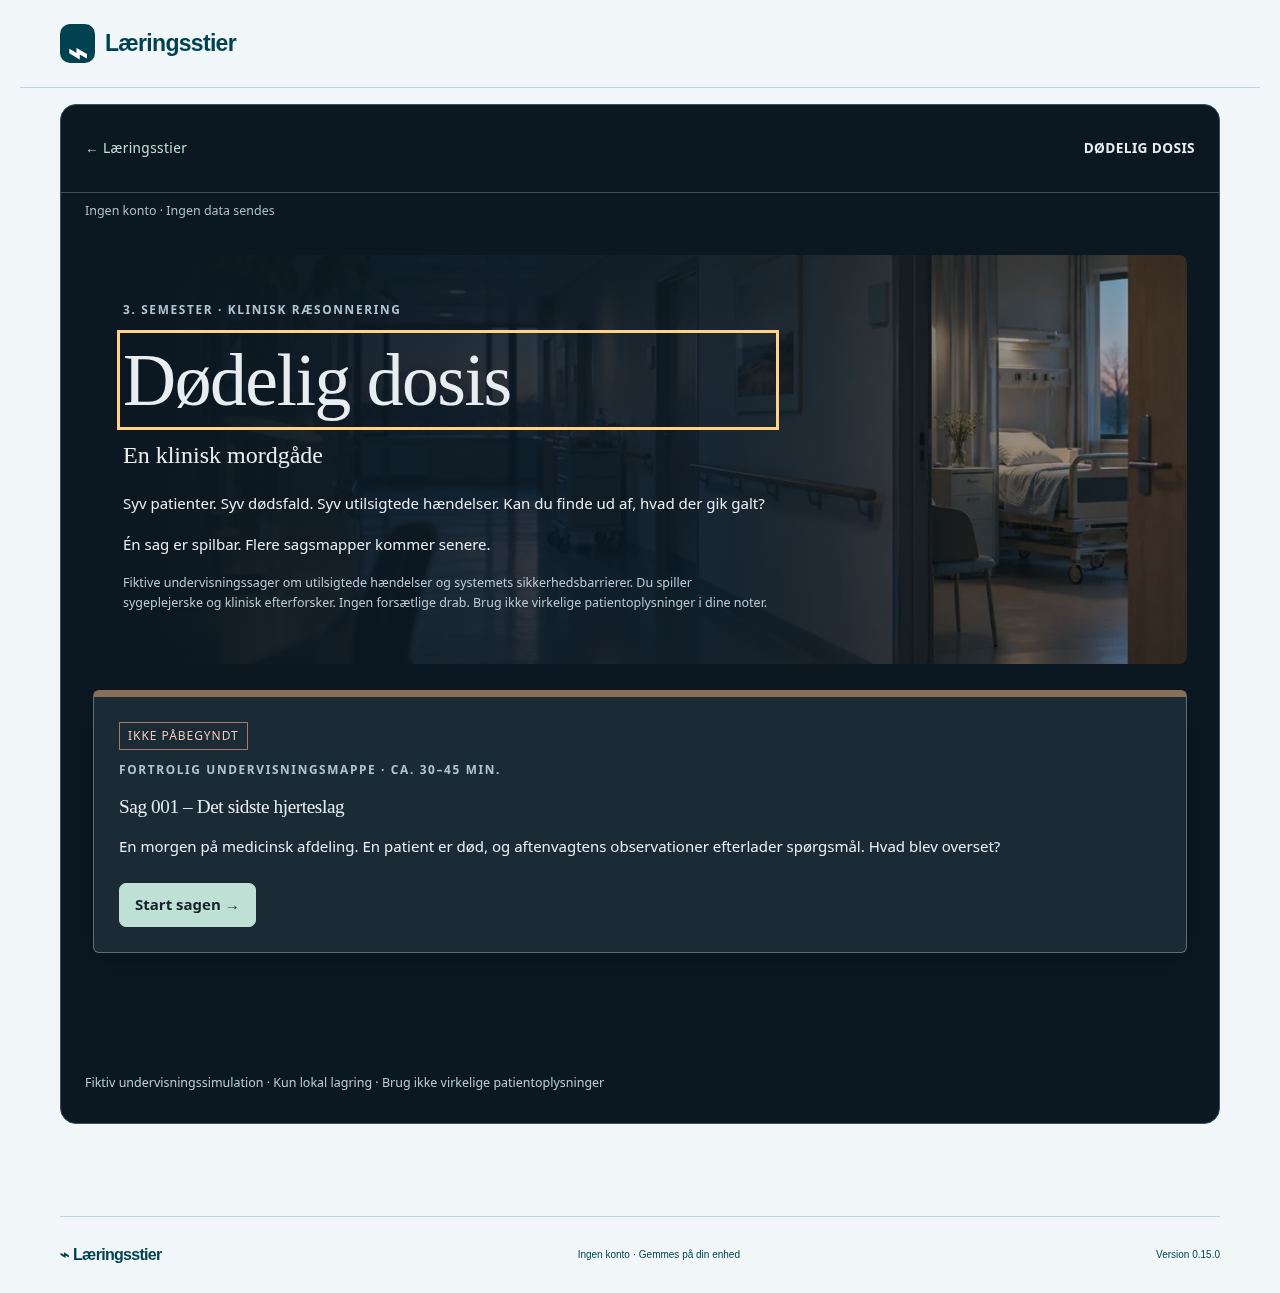 Læringsstier
← Læringsstier
DØDELIG DOSIS
Ingen konto · Ingen data sendes
3. SEMESTER · KLINISK RÆSONNERING
Dødelig dosis
En klinisk mordgåde
Syv patienter. Syv dødsfald. Syv utilsigtede hændelser. Kan du finde ud af, hvad der gik galt?
Én sag er spilbar. Flere sagsmapper kommer senere.
Fiktive undervisningssager om utilsigtede hændelser og systemets sikkerhedsbarrierer. Du spiller
sygeplejerske og klinisk efterforsker. Ingen forsætlige drab. Brug ikke virkelige patientoplysninger i dine noter.
IKKE PÅBEGYNDT
FORTROLIG UNDERVISNINGSMAPPE · CA. 30–45 MIN.
Sag 001 – Det sidste hjerteslag
En morgen på medicinsk afdeling. En patient er død, og aftenvagtens observationer efterlader spørgsmål. Hvad blev overset?
Start sagen →
Fiktiv undervisningssimulation · Kun lokal lagring · Brug ikke virkelige patientoplysninger
Læringsstier
Ingen konto · Gemmes på din enhed
Version 0.15.0